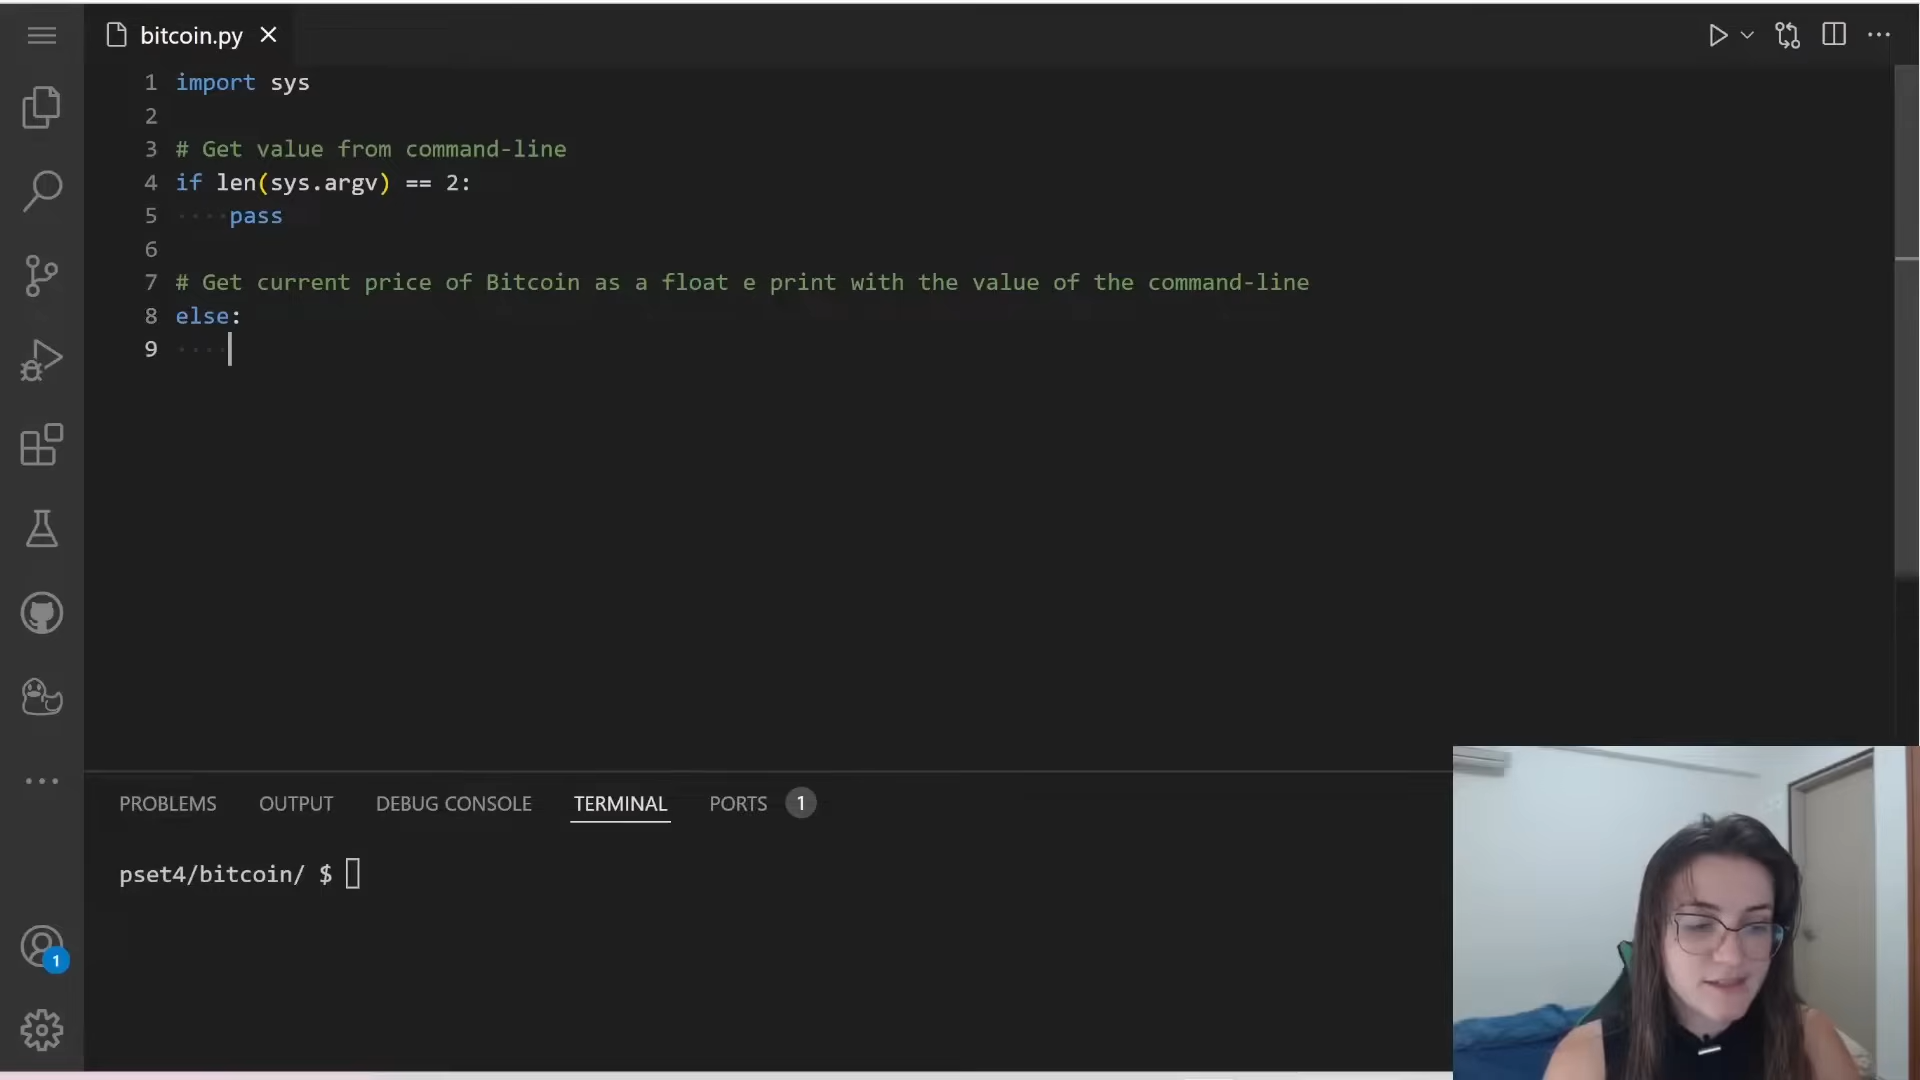 bitcoin.py
1 import sys
2
3 # Get value from command-line
4 if len(sys.argv) == 2:
5 ····pass
6
7 # Get current price of Bitcoin as a float e print with the value of the command-line
8 else:
9 ····
PROBLEMS OUTPUT DEBUG CONSOLE TERMINAL PORTS 1
pset4/bitcoin/ $
1